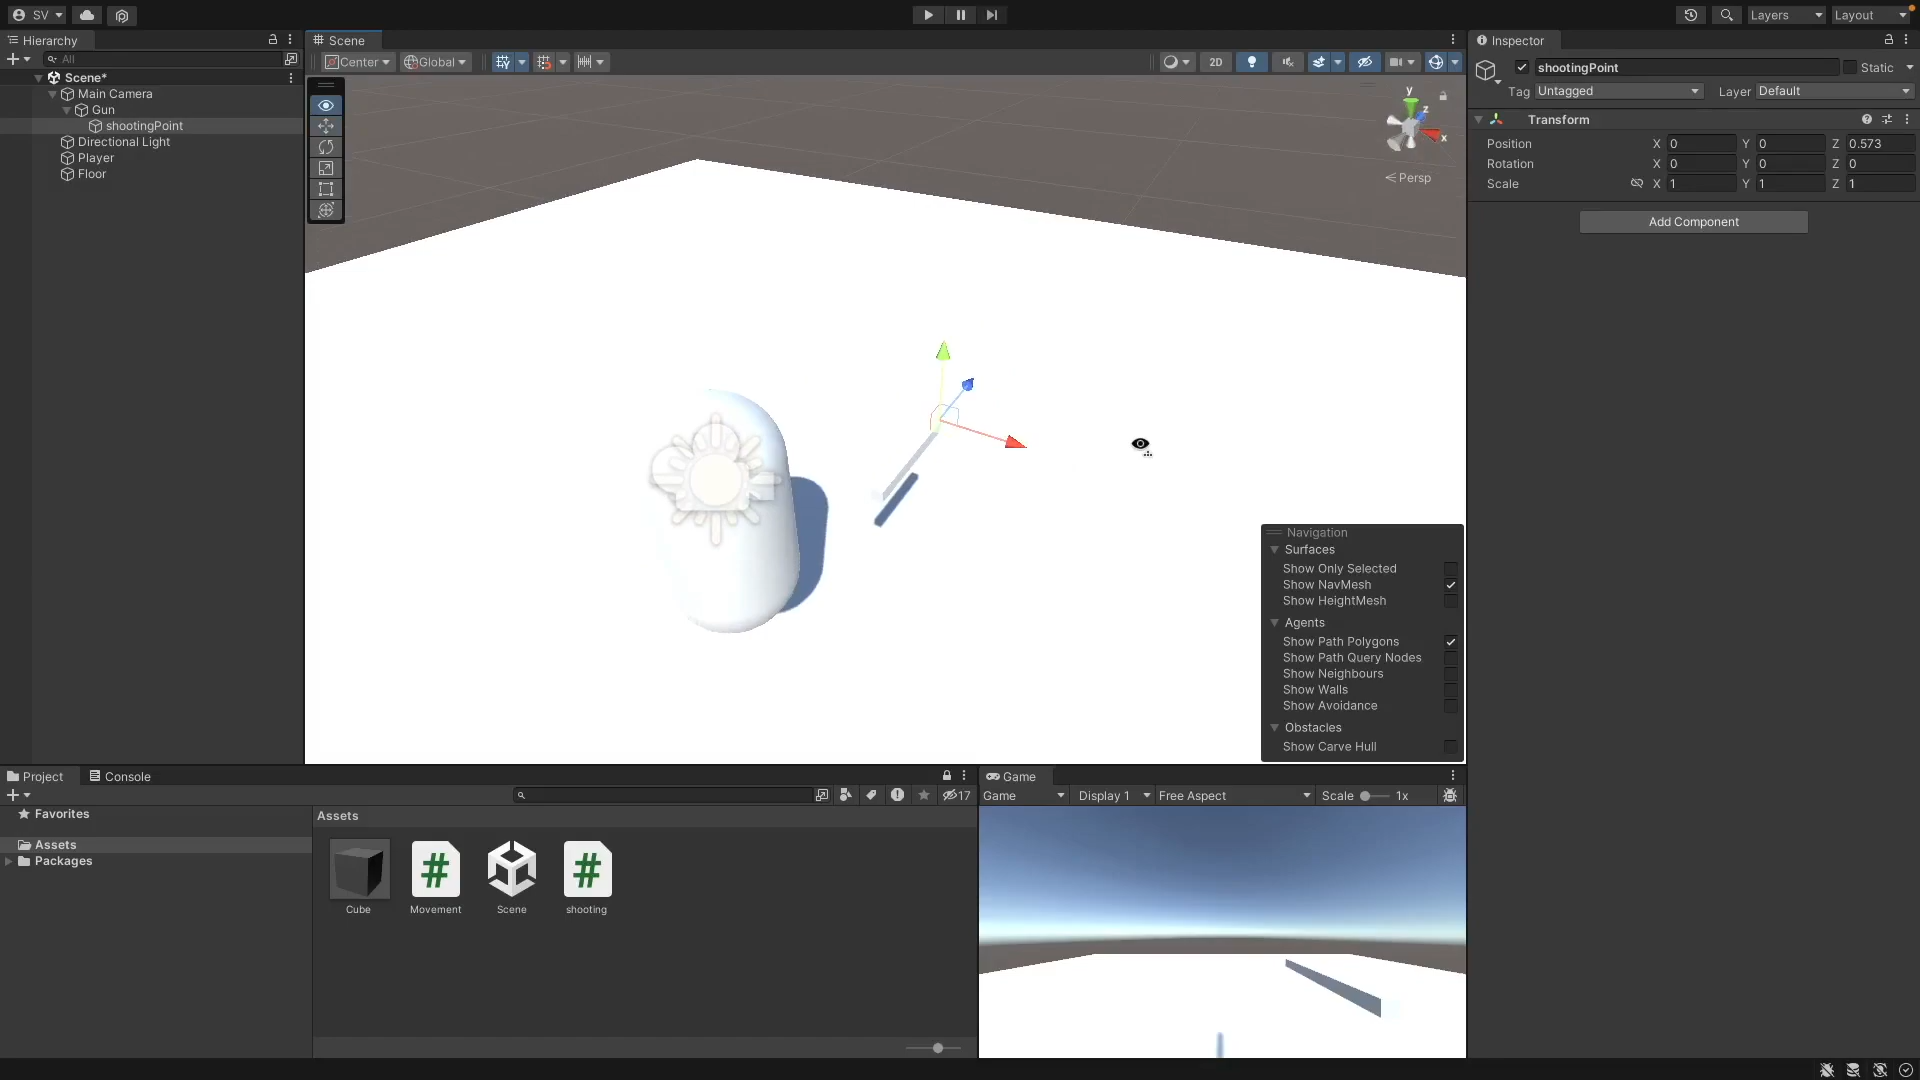 SV
Layers
Layout
Hierarchy
All
Scene*
Main Camera
Gun
shootingPoint
Directional Light
Player
Floor
Scene
Center
Global
2D
y
z
x
Persp
Navigation
Surfaces
Show Only Selected
Show NavMesh
Show HeightMesh
Agents
Show Path Polygons
Show Path Query Nodes
Show Neighbours
Show Walls
Show Avoidance
Obstacles
Show Carve Hull
Inspector
shootingPoint
Static
Tag Untagged
Layer Default
Transform
Position X 0 Y 0 Z 0.573
Rotation X 0 Y 0 Z 0
Scale X 1 Y 1 Z 1
Add Component
Project
Console
17
Favorites
Assets
Packages
Assets
Cube
Movement
Scene
shooting
Game
Game
Display 1
Free Aspect
Scale
1x